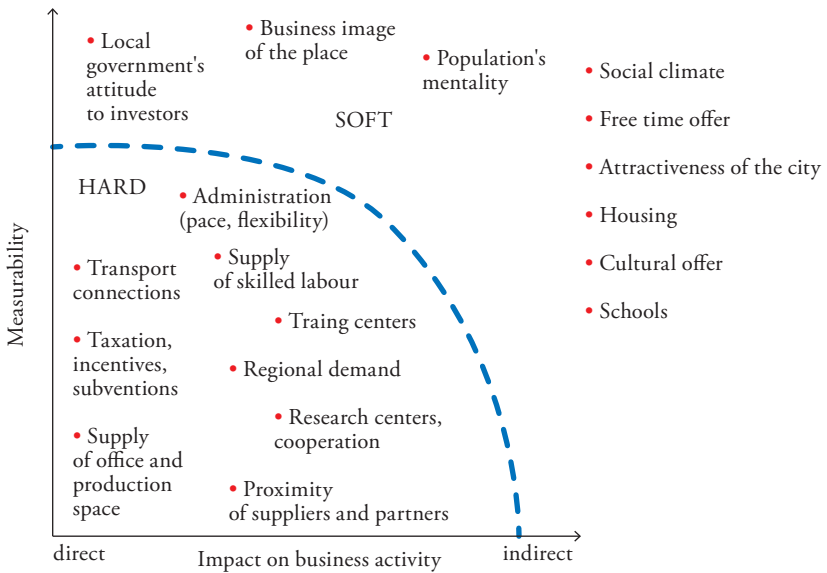 • Local
government's
attitude
to investors
• Business image
of the place
• Population's
mentality
SOFT
• Social climate
• Free time offer
• Attractiveness of the city
• Housing
• Cultural offer
• Schools
HARD
• Administration
(pace, flexibility)
• Transport
connections
• Supply
of skilled labour
• Traing centers
• Taxation,
incentives,
subventions
• Regional demand
• Research centers,
cooperation
• Supply
of office and
production
space
• Proximity
of suppliers and partners
Measurability
direct
Impact on business activity
indirect